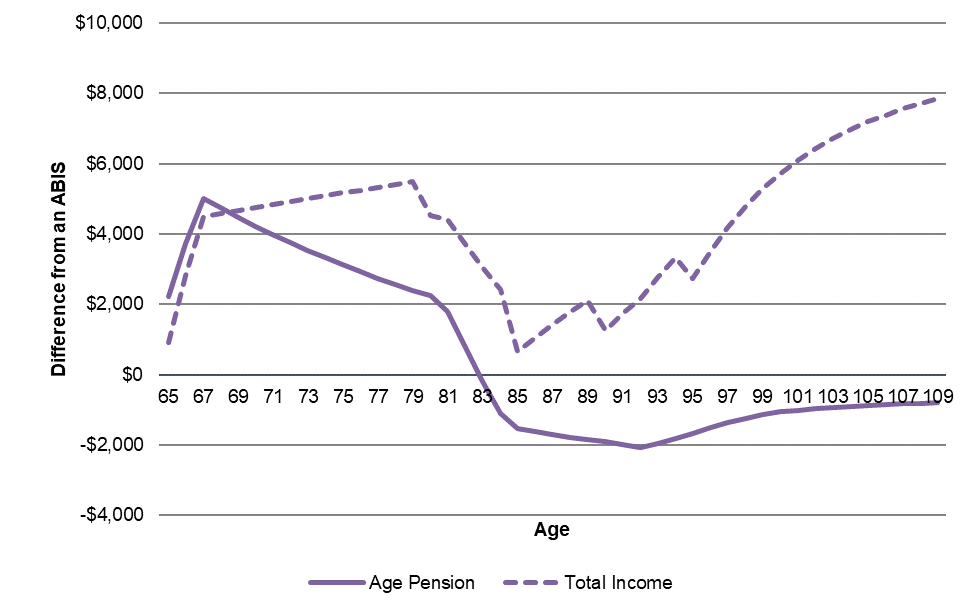 $10,000
$8,000
$6,000
$4,000
$2,000
$0
-$2,000
-$4,000
Difference from an ABIS
65 67 69 71 73 75 77 79 81 83 85 87 89 91 93 95 97 99 101 103 105 107 109
Age
Age Pension Total Income